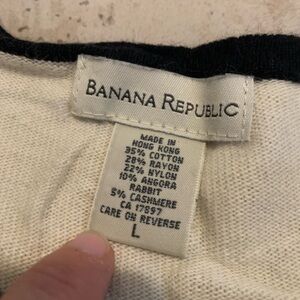 BANANA REPUBLIC
MADE IN
HONG KONG
35% COTTON
28% RAYON
22% NYLON
10% ANGORA
RABBIT
5% CASHMERE
CA 17897
CARE ON REVERSE
L